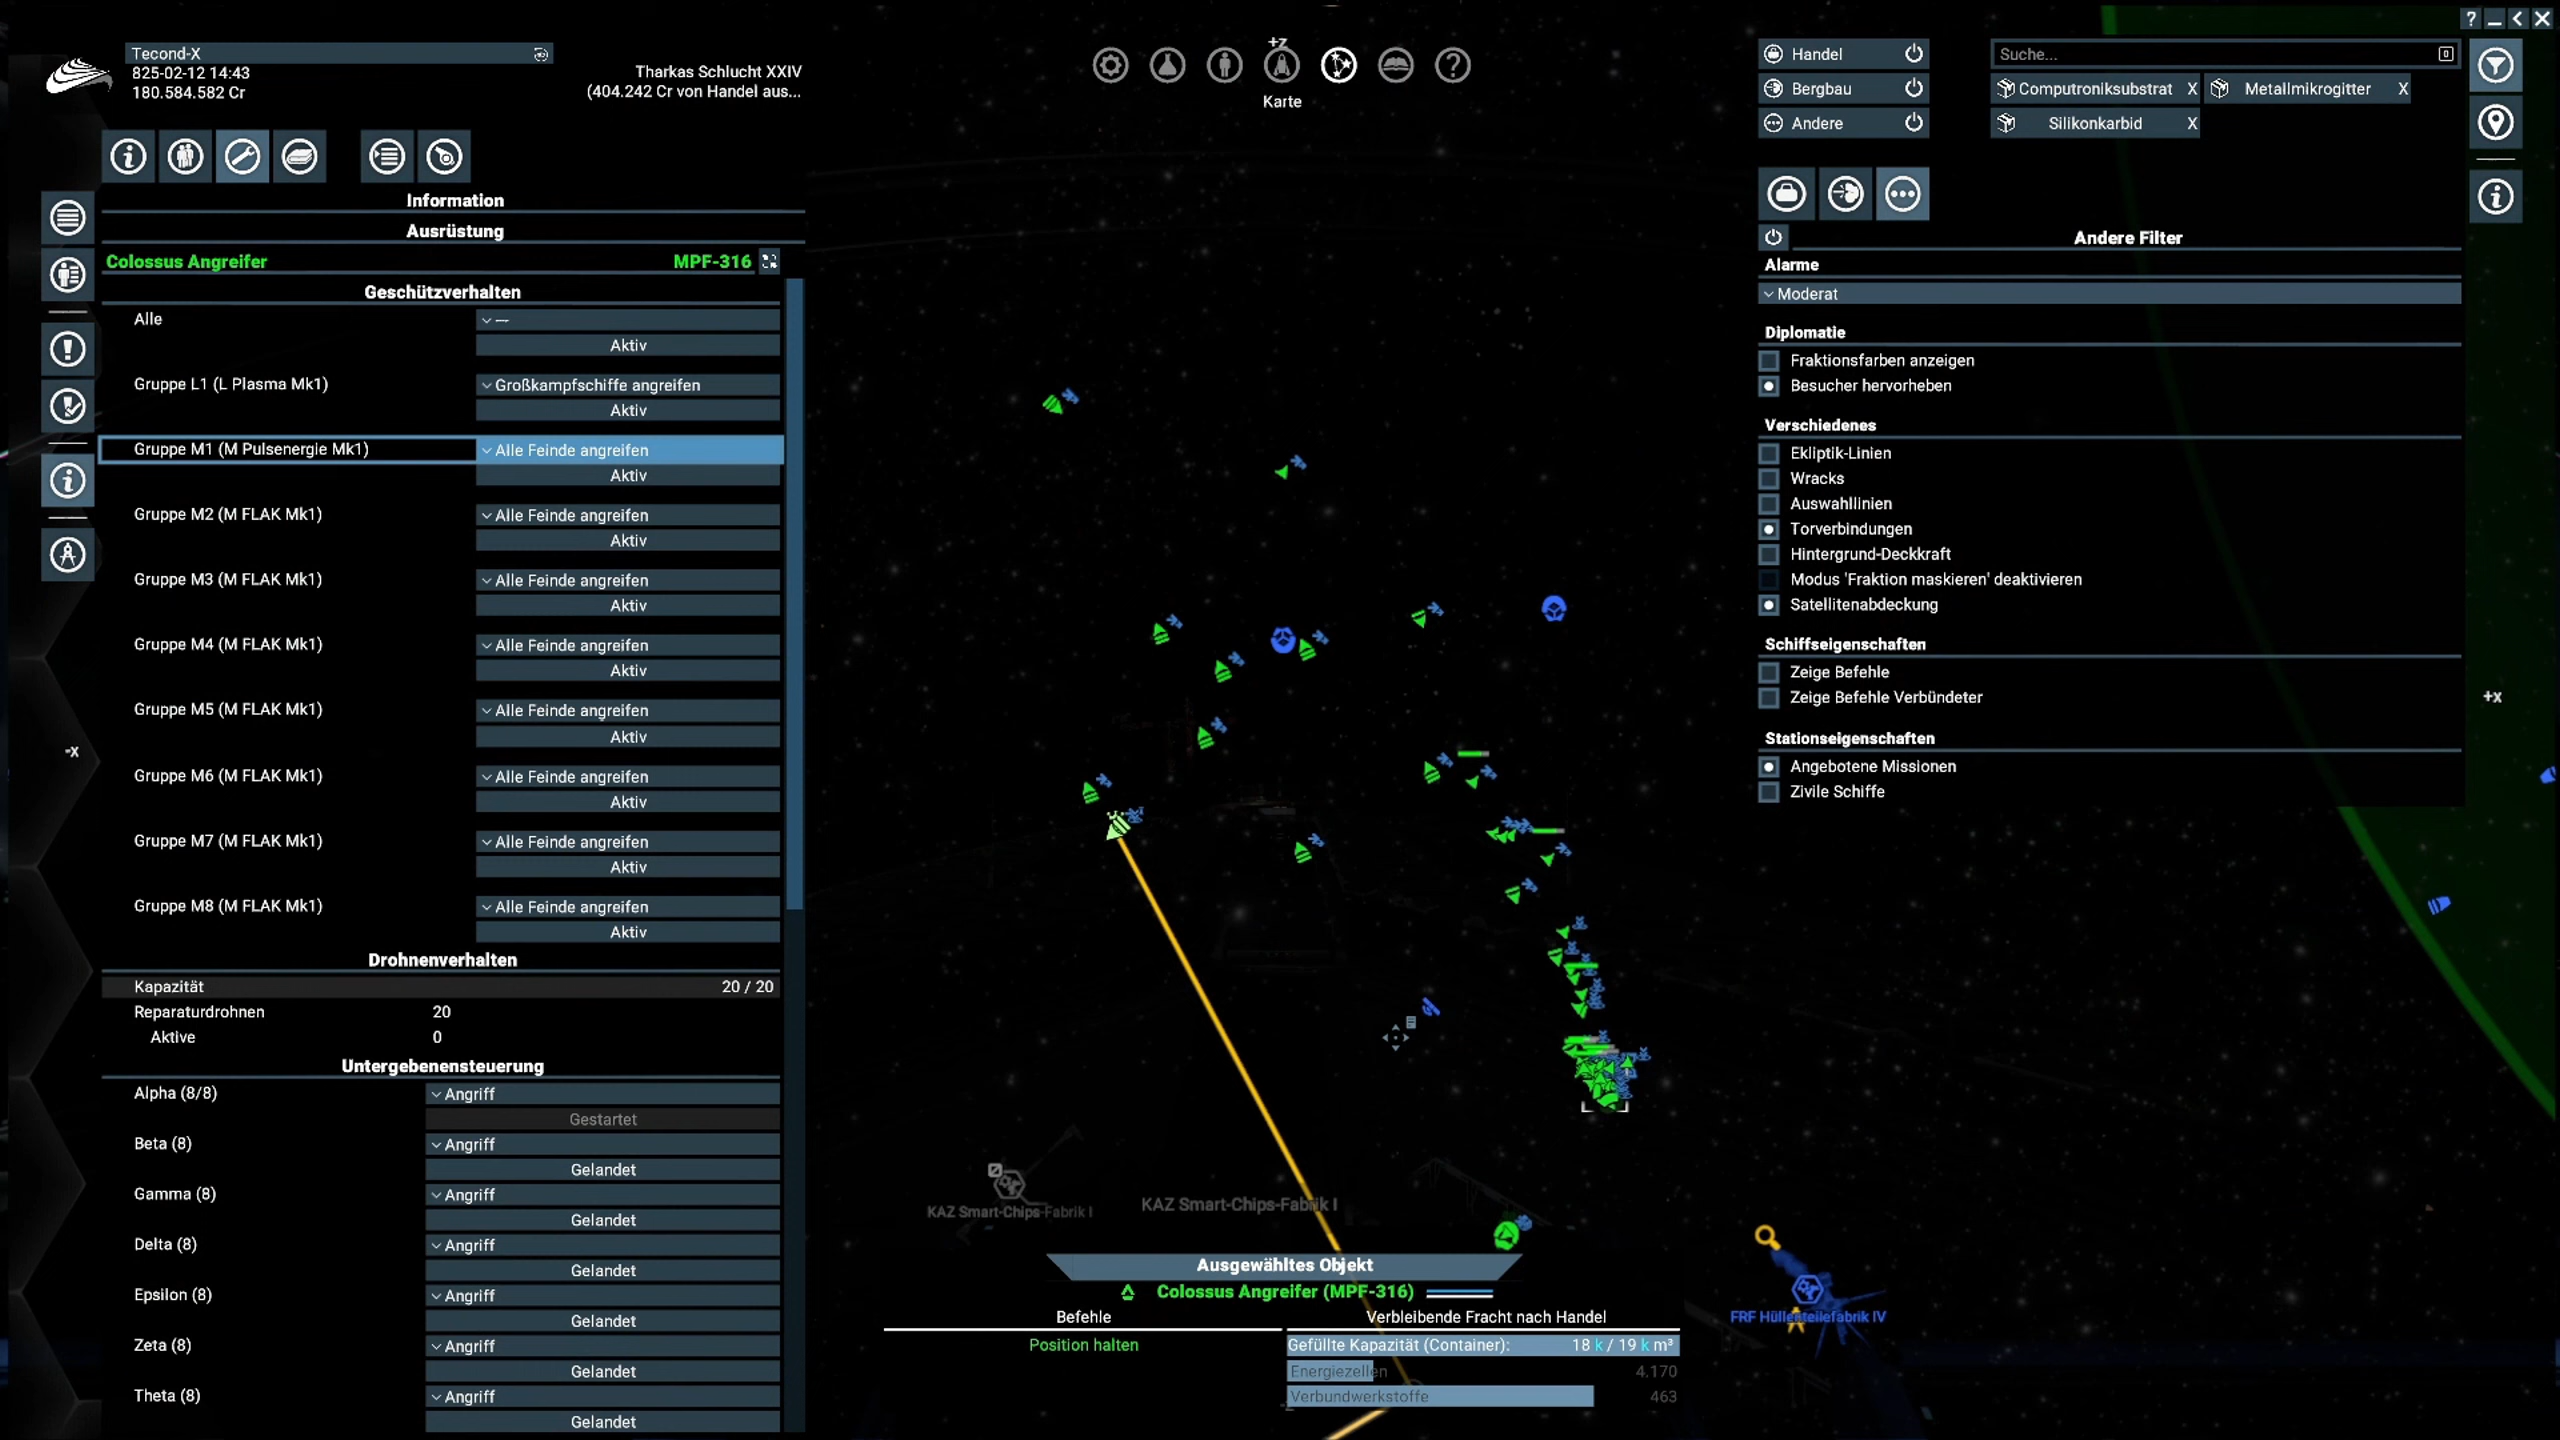 Tecond-X
825-02-12 14:43
180.584.582 Cr
Tharkas Schlucht XXIV
(404.242 Cr von Handel aus...
+Z
Karte
Information
Ausrüstung
Colossus Angreifer MPF-316
Geschützverhalten
Alle —
Aktiv
Gruppe L1 (L Plasma Mk1) Großkampfschiffe angreifen
Aktiv
Gruppe M1 (M Pulsenergie Mk1) Alle Feinde angreifen
Aktiv
Gruppe M2 (M FLAK Mk1) Alle Feinde angreifen
Aktiv
Gruppe M3 (M FLAK Mk1) Alle Feinde angreifen
Aktiv
Gruppe M4 (M FLAK Mk1) Alle Feinde angreifen
Aktiv
Gruppe M5 (M FLAK Mk1) Alle Feinde angreifen
Aktiv
Gruppe M6 (M FLAK Mk1) Alle Feinde angreifen
Aktiv
Gruppe M7 (M FLAK Mk1) Alle Feinde angreifen
Aktiv
Gruppe M8 (M FLAK Mk1) Alle Feinde angreifen
Aktiv
Drohnenverhalten
Kapazität 20 / 20
Reparaturdrohnen 20
Aktive 0
Untergebenensteuerung
Alpha (8/8) Angriff
Gestartet
Beta (8) Angriff
Gelandet
Gamma (8) Angriff
Gelandet
Delta (8) Angriff
Gelandet
Epsilon (8) Angriff
Gelandet
Zeta (8) Angriff
Gelandet
Theta (8) Angriff
Gelandet
-X
KAZ Smart-Chips-Fabrik I
KAZ Smart-Chips-Fabrik I
FRF Hüllenteilefabrik IV
Ausgewähltes Objekt
Colossus Angreifer (MPF-316)
Befehle
Position halten
Verbleibende Fracht nach Handel
Gefüllte Kapazität (Container): 18 k / 19 k m³
Energiezellen 4.170
Verbundwerkstoffe 463
Handel
Bergbau
Andere
Suche...
Computroniksubstrat X
Metallmikrogitter X
Silikonkarbid X
Andere Filter
Alarme
Moderat
Diplomatie
Fraktionsfarben anzeigen
Besucher hervorheben
Verschiedenes
Ekliptik-Linien
Wracks
Auswahllinien
Torverbindungen
Hintergrund-Deckkraft
Modus 'Fraktion maskieren' deaktivieren
Satellitenabdeckung
Schiffseigenschaften
Zeige Befehle
Zeige Befehle Verbündeter
Stationseigenschaften
Angebotene Missionen
Zivile Schiffe
+X